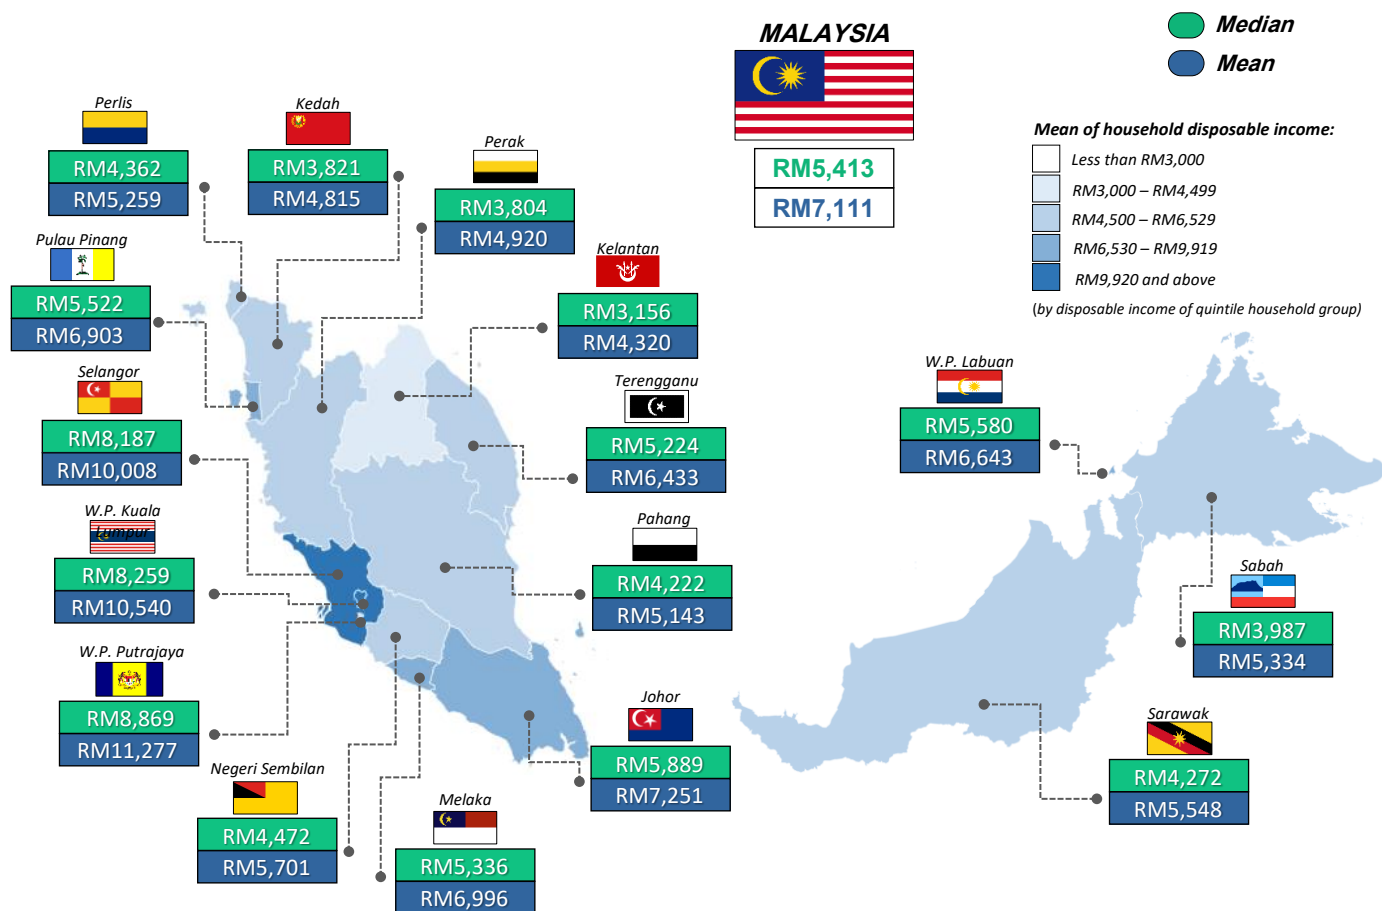 MALAYSIA
RM5,413
RM7,111
Median
Mean
Mean of household disposable income:
Less than RM3,000
RM3,000 – RM4,499
RM4,500 – RM6,529
RM6,530 – RM9,919
RM9,920 and above
(by disposable income of quintile household group)
Perlis
RM4,362
RM5,259
Kedah
RM3,821
RM4,815
Perak
RM3,804
RM4,920
Pulau Pinang
RM5,522
RM6,903
Kelantan
RM3,156
RM4,320
Selangor
RM8,187
RM10,008
Terengganu
RM5,224
RM6,433
W.P. Labuan
RM5,580
RM6,643
W.P. Kuala
Lumpur
RM8,259
RM10,540
Pahang
RM4,222
RM5,143
Sabah
RM3,987
RM5,334
W.P. Putrajaya
RM8,869
RM11,277
Johor
RM5,889
RM7,251
Sarawak
RM4,272
RM5,548
Negeri Sembilan
RM4,472
RM5,701
Melaka
RM5,336
RM6,996